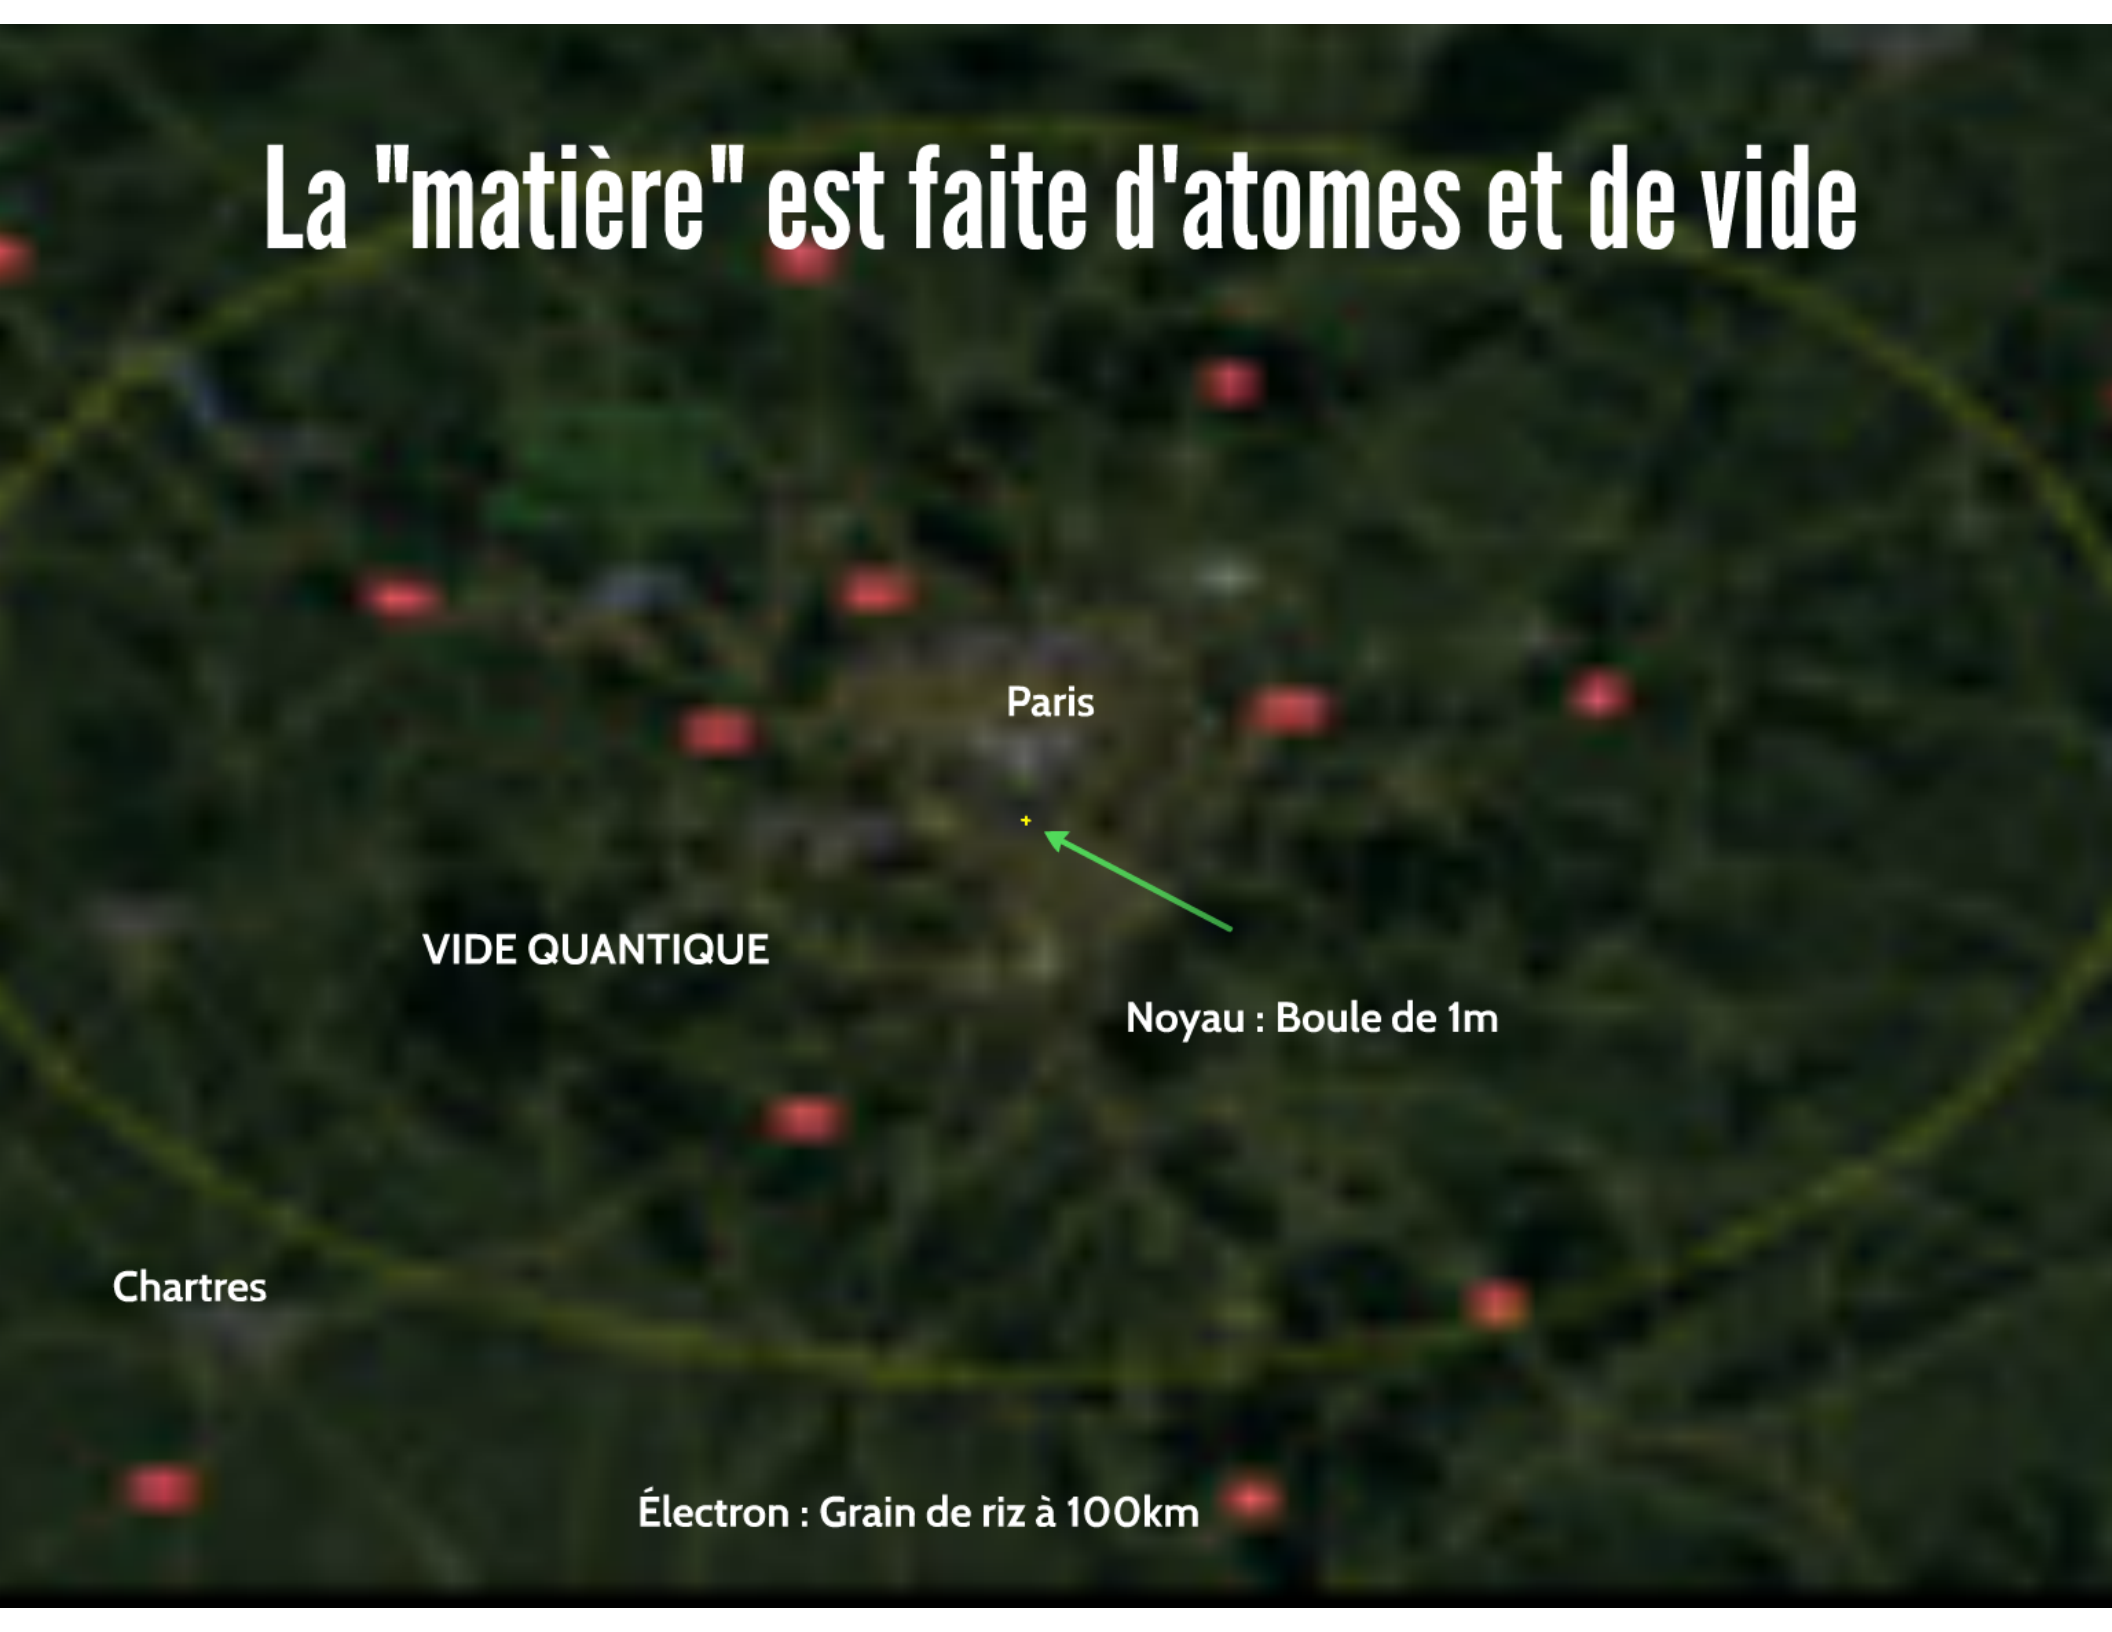 La "matière" est faite d'atomes et de vide
Paris
VIDE QUANTIQUE
Noyau : Boule de 1m
Chartres
Électron : Grain de riz à 100km